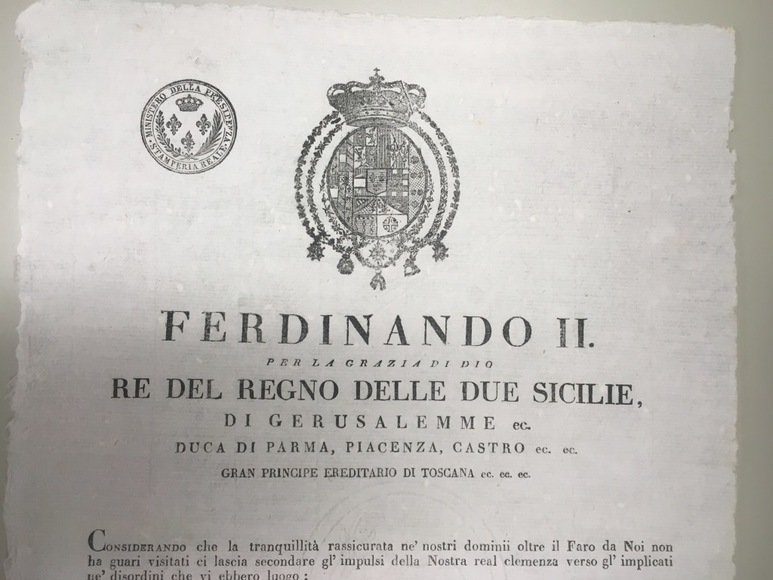 MINISTERO DELLA PRESIDENZA
STAMPERIA REALE
FERDINANDO II.
PER LA GRAZIA DI DIO
RE DEL REGNO DELLE DUE SICILIE,
DI GERUSALEMME ec.
DUCA DI PARMA, PIACENZA, CASTRO ec. ec.
GRAN PRINCIPE EREDITARIO DI TOSCANA ec. ec. ec.
CONSIDERANDO che la tranquillità rassicurata ne' nostri dominii oltre il Faro da Noi non
ha guari visitati ci lascia secondare gl' impulsi della Nostra real clemenza verso gl' implicati
ne' disordini che vi ebbero luogo ;